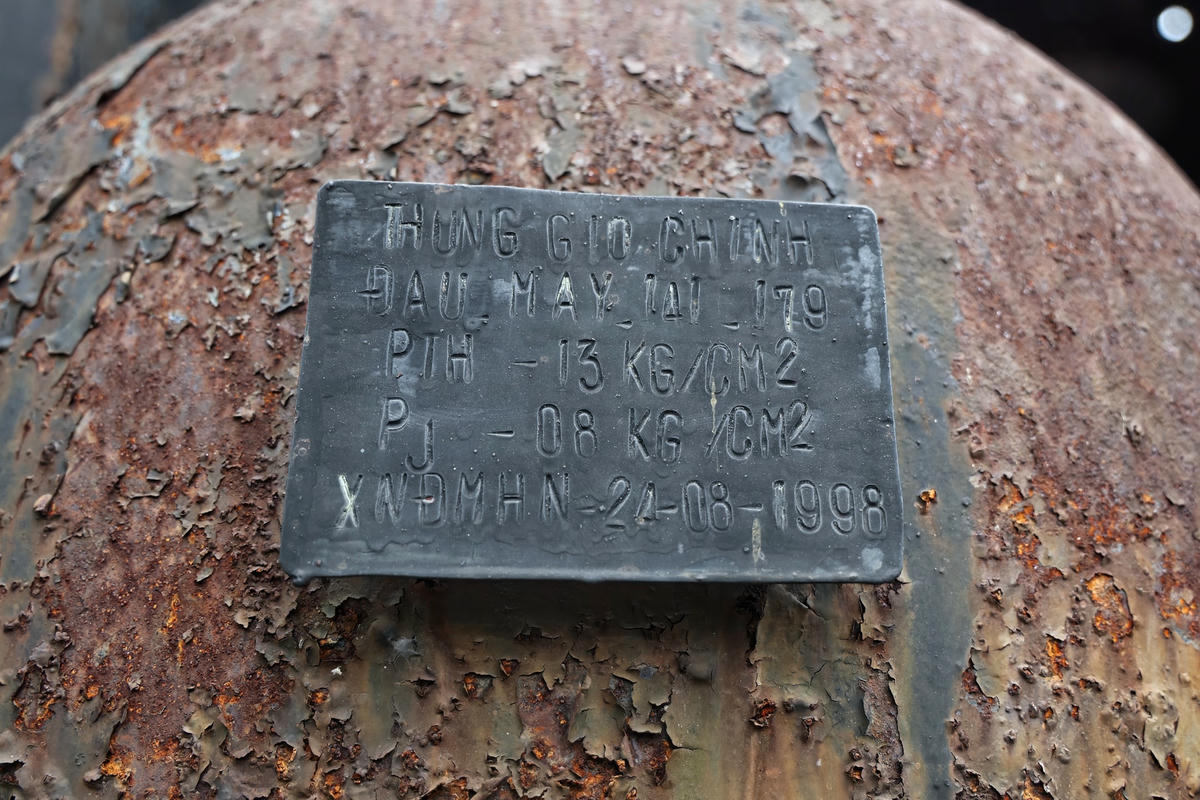 THUNG GIO CHINH
ĐAU MAY 141 - 179
PTH - 13 KG/CM2
PJ - 08 KG/CM2
XNĐMHN-24-08-1998